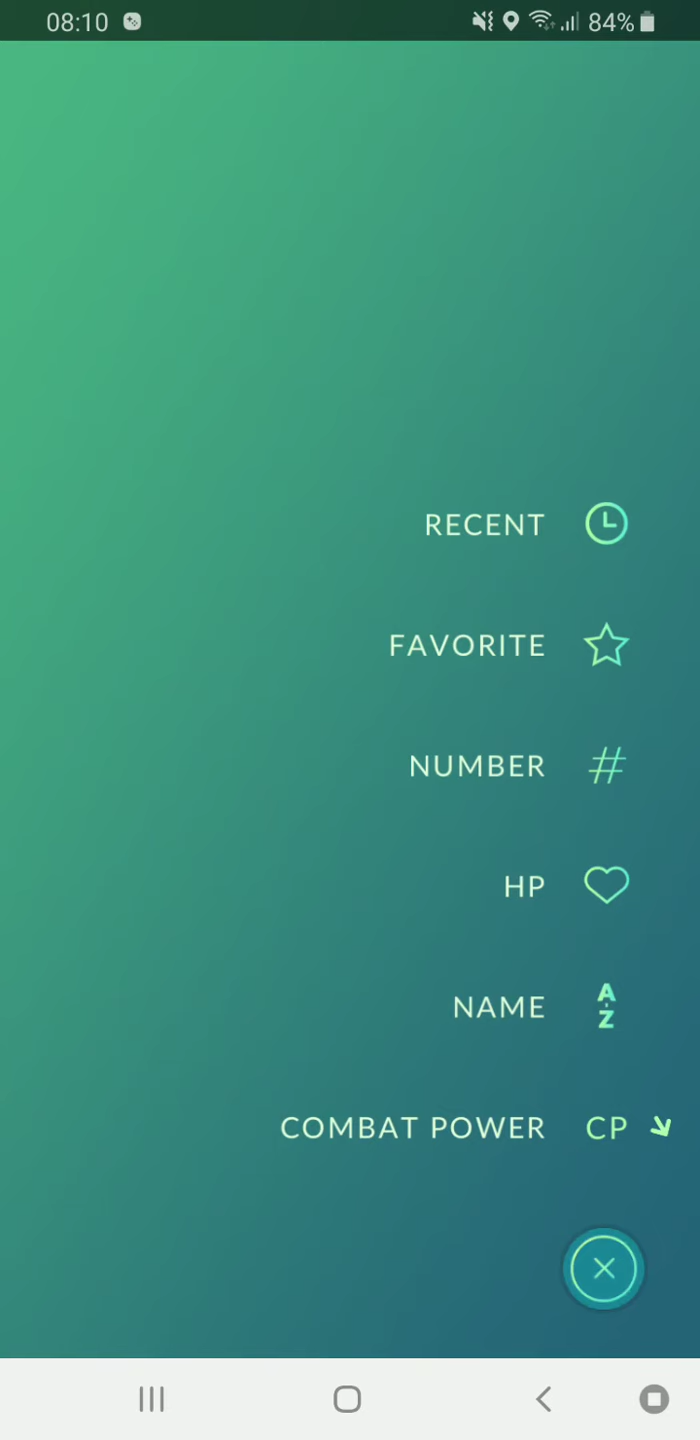 08:10 84%
RECENT
FAVORITE
NUMBER #
HP
NAME A-Z
COMBAT POWER CP